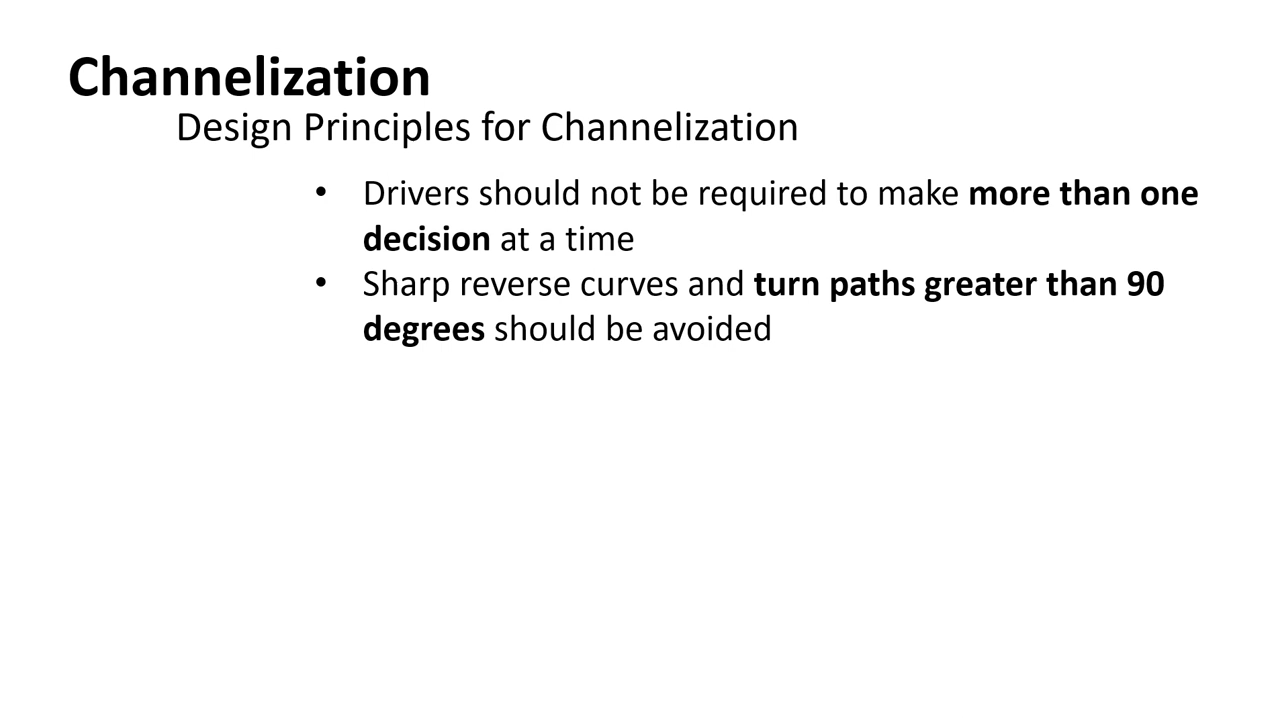 Channelization
Design Principles for Channelization
• Drivers should not be required to make more than one
decision at a time
• Sharp reverse curves and turn paths greater than 90
degrees should be avoided